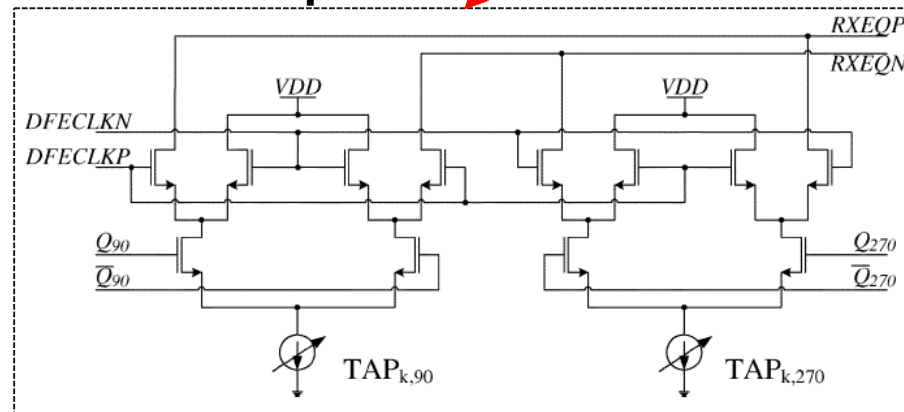 RXEQP
RXEQN
VDD VDD
DFECLKN
DFECLKP
Q90 Q270
Q̅90 Q̅270
TAPk,90 TAPk,270